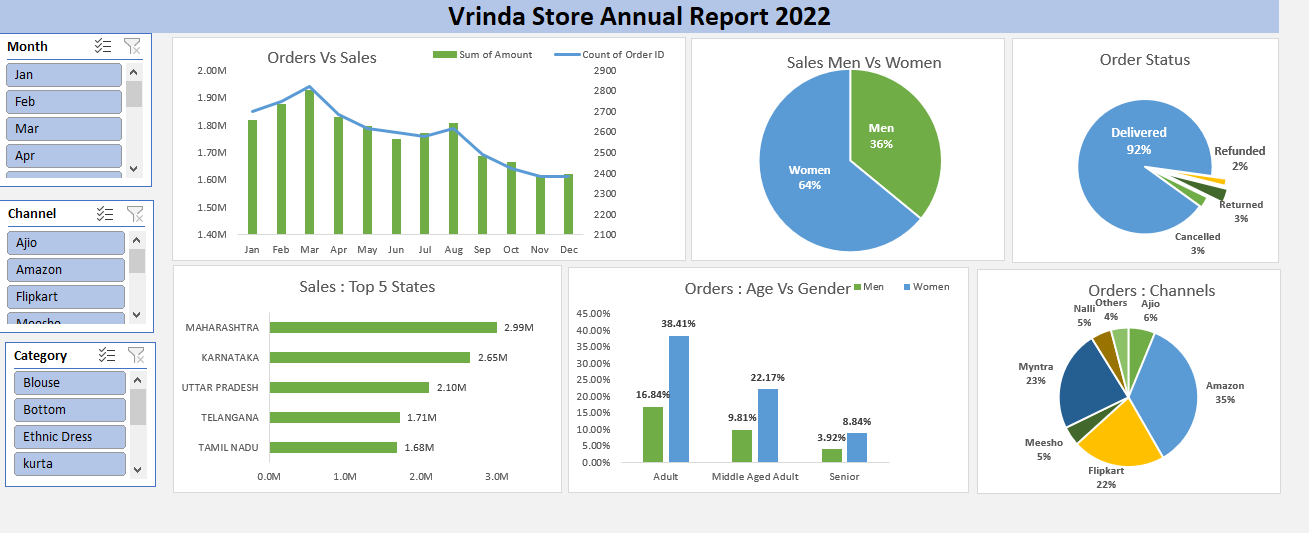 Vrinda Store Annual Report 2022
Month
Jan
Feb
Mar
Apr
Channel
Ajio
Amazon
Flipkart
Meesho
Category
Blouse
Bottom
Ethnic Dress
kurta
Orders Vs Sales
Sum of Amount
Count of Order ID
2.00M
1.90M
1.80M
1.70M
1.60M
1.50M
1.40M
2900
2800
2700
2600
2500
2400
2300
2200
2100
Jan Feb Mar Apr May Jun Jul Aug Sep Oct Nov Dec
Sales Men Vs Women
Men
36%
Women
64%
Order Status
Delivered
92%
Refunded
2%
Returned
3%
Cancelled
3%
Sales : Top 5 States
MAHARASHTRA 2.99M
KARNATAKA 2.65M
UTTAR PRADESH 2.10M
TELANGANA 1.71M
TAMIL NADU 1.68M
0.0M 1.0M 2.0M 3.0M
Orders : Age Vs Gender
Men
Women
45.00%
40.00%
35.00%
30.00%
25.00%
20.00%
15.00%
10.00%
5.00%
0.00%
16.84%
38.41%
9.81%
22.17%
3.92%
8.84%
Adult Middle Aged Adult Senior
Orders : Channels
Nalli
5%
Others
4%
Ajio
6%
Myntra
23%
Amazon
35%
Meesho
5%
Flipkart
22%